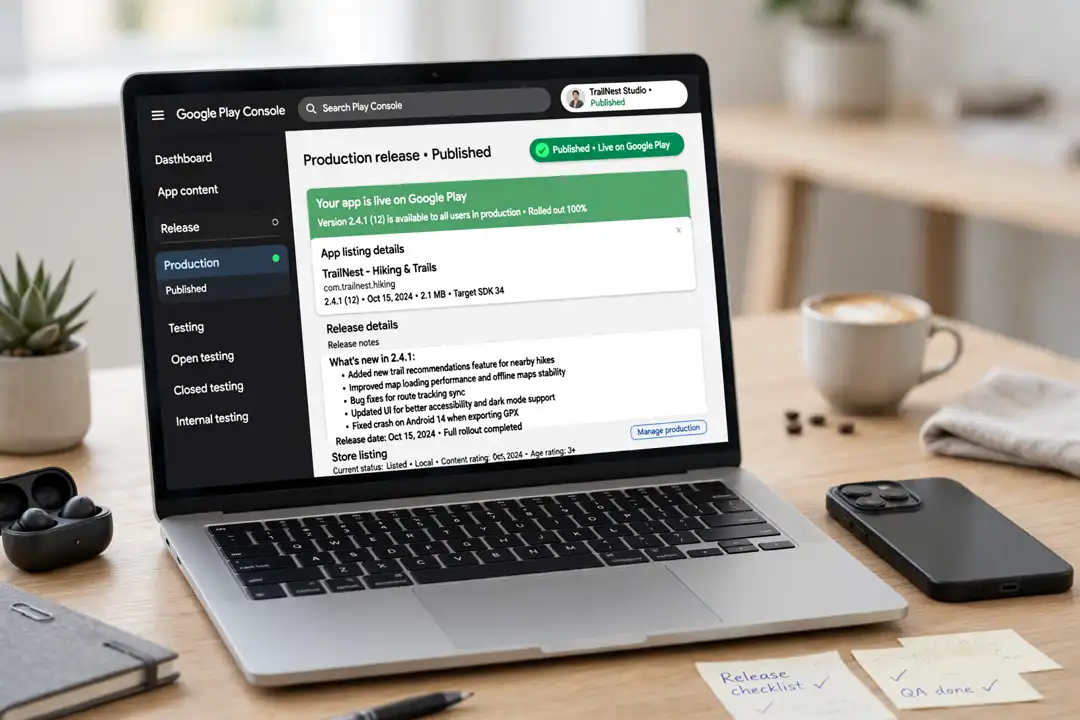 Google Play Console
Search Play Console
TrailNest Studio •
Published
Dashboard
App content
Release
Production
Published
Testing
Open testing
Closed testing
Internal testing
Production release • Published
Published • Live on Google Play
Your app is live on Google Play
Version 2.4.1 (12) is available to all users in production • Rolled out 100%
App listing details
x
TrailNest - Hiking & Trails
com.trailnest.hiking
2.4.1 (12) • Oct 15, 2024 • 2.1 MB • Target SDK 34
Release details
Release notes
What's new in 2.4.1:
• Added new trail recommendations feature for nearby hikes
• Improved map loading performance and offline maps stability
• Bug fixes for route tracking sync
• Updated UI for better accessibility and dark mode support
• Fixed crash on Android 14 when exporting GPX
Release date: Oct 15, 2024 • Full rollout completed
Manage production
Store listing
Current status: Listed • Local • Content rating: Oct, 2024 • Age rating: 3+
Release
checklist ✓
✓
✓
QA done ✓